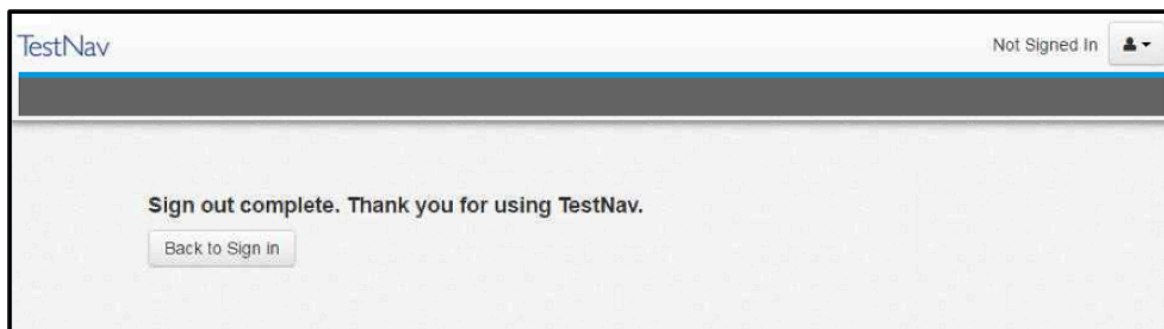 TestNav
Not Signed In
Sign out complete. Thank you for using TestNav.
Back to Sign in